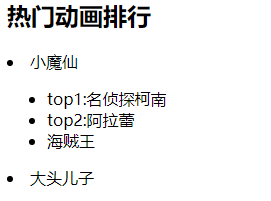 热门动画排行
小魔仙
top1:名侦探柯南
top2:阿拉蕾
海贼王
大头儿子